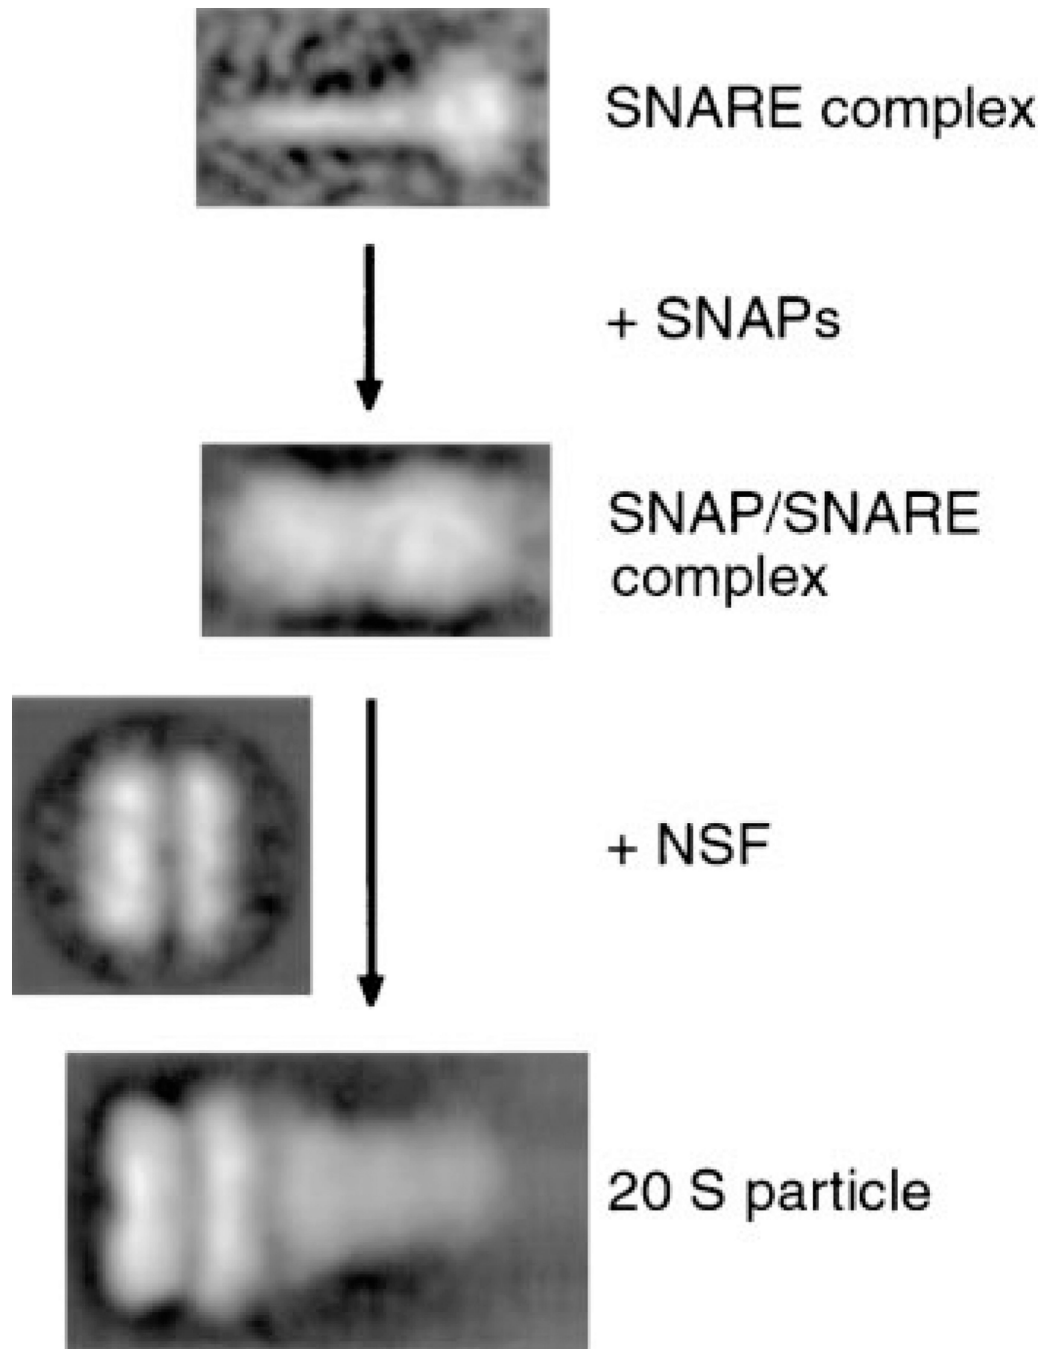 SNARE complex
+ SNAPs
SNAP/SNARE
complex
+ NSF
20 S particle